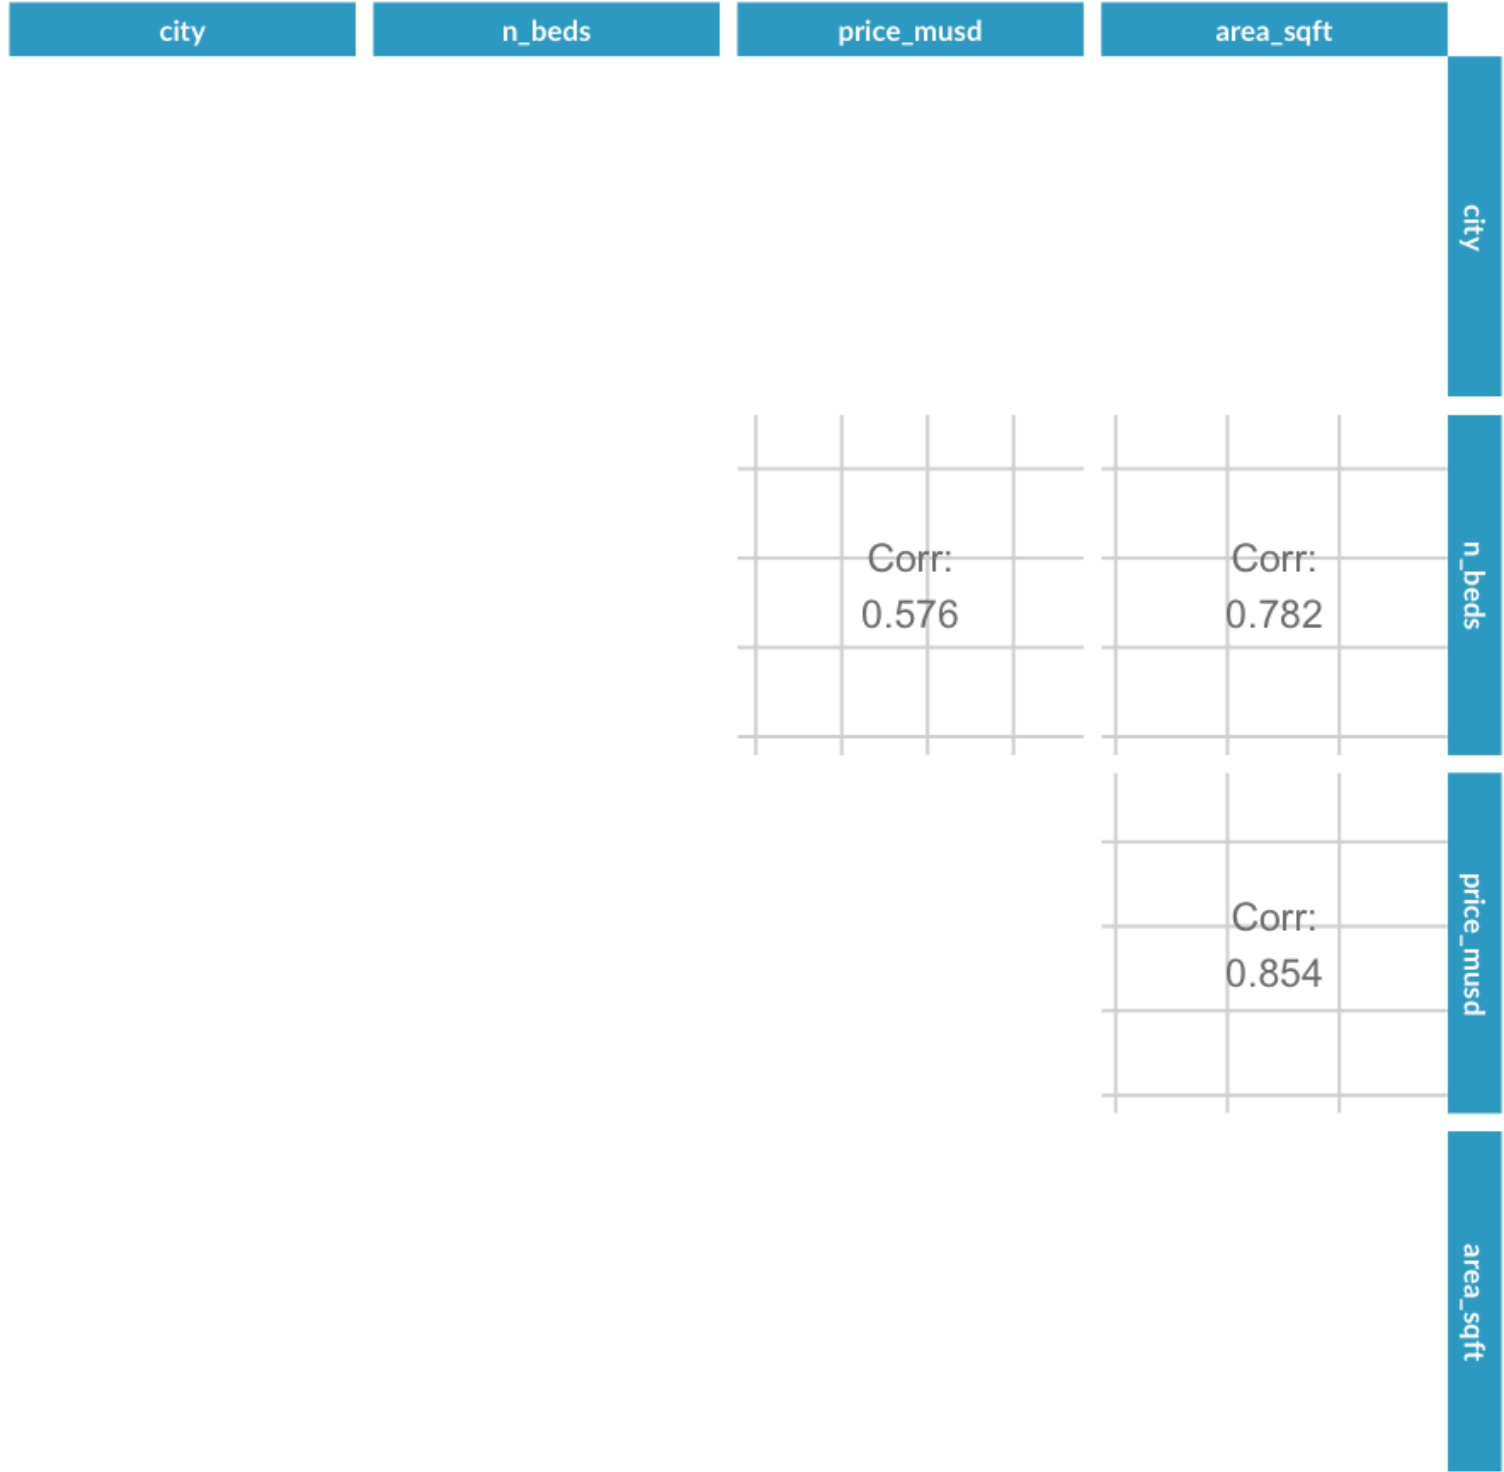 city
n_beds
price_musd
area_sqft
city
Corr:
0.576
Corr:
0.782
n_beds
Corr:
0.854
price_musd
area_sqft